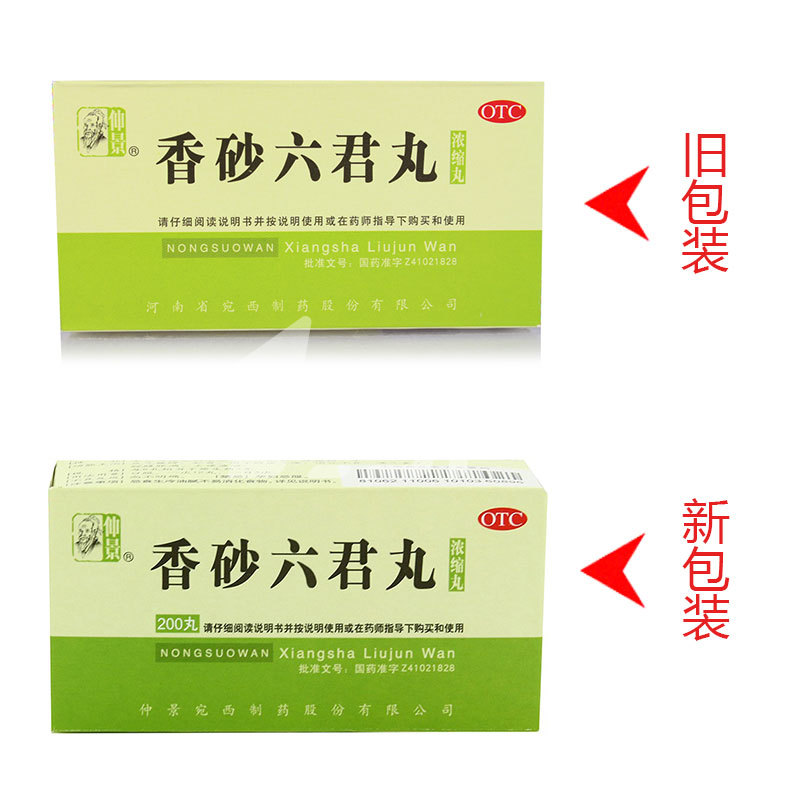 仲景
®
OTC
香砂六君丸
浓缩丸
请仔细阅读说明书并按说明使用或在药师指导下购买和使用
NONGSUOWAN Xiangsha Liujun Wan
批准文号：国药准字Z41021828
河南省宛西制药股份有限公司
旧包装
仲景
®
OTC
香砂六君丸
浓缩丸
200丸 请仔细阅读说明书并按说明使用或在药师指导下购买和使用
NONGSUOWAN Xiangsha Liujun Wan
批准文号：国药准字Z41021828
仲景宛西制药股份有限公司
新包装